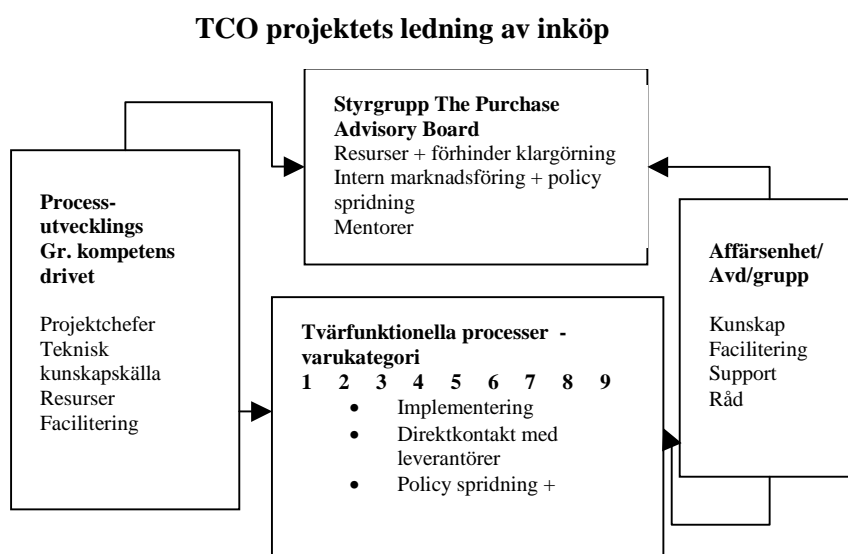 TCO projektets ledning av inköp
Styrgrupp The Purchase
Advisory Board
Resurser + förhinder klargörning
Intern marknadsföring + policy
spridning
Mentorer
Process-
utvecklings
Gr. kompetens
drivet
Projektchefer
Teknisk
kunskapskälla
Resurser
Facilitering
Tvärfunktionella processer -
varukategori
1 2 3 4 5 6 7 8 9
• Implementering
• Direktkontakt med
leverantörer
• Policy spridning +
Affärsenhet/
Avd/grupp
Kunskap
Facilitering
Support
Råd